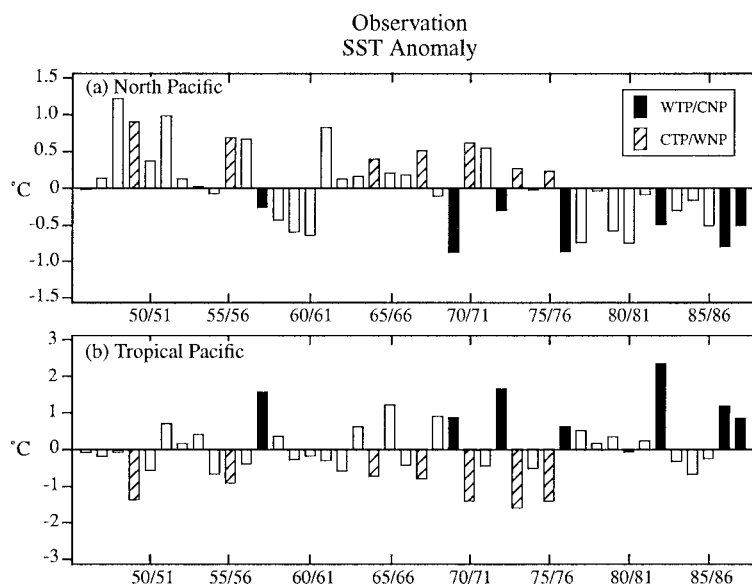 Observation
SST Anomaly
(a) North Pacific
WTP/CNP
CTP/WNP
1.5
1.0
0.5
0
-0.5
-1.0
-1.5
°C
50/51 55/56 60/61 65/66 70/71 75/76 80/81 85/86
(b) Tropical Pacific
3
2
1
0
-1
-2
-3
°C
50/51 55/56 60/61 65/66 70/71 75/76 80/81 85/86